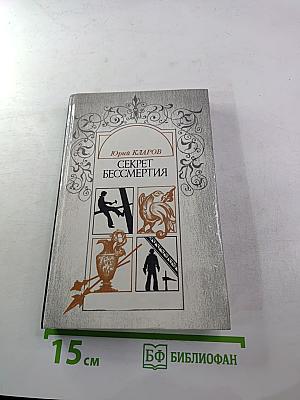 Юрий КЛАРОВ
СЕКРЕТ
БЕССМЕРТИЯ
15 см
БФ БИБЛИОФАН